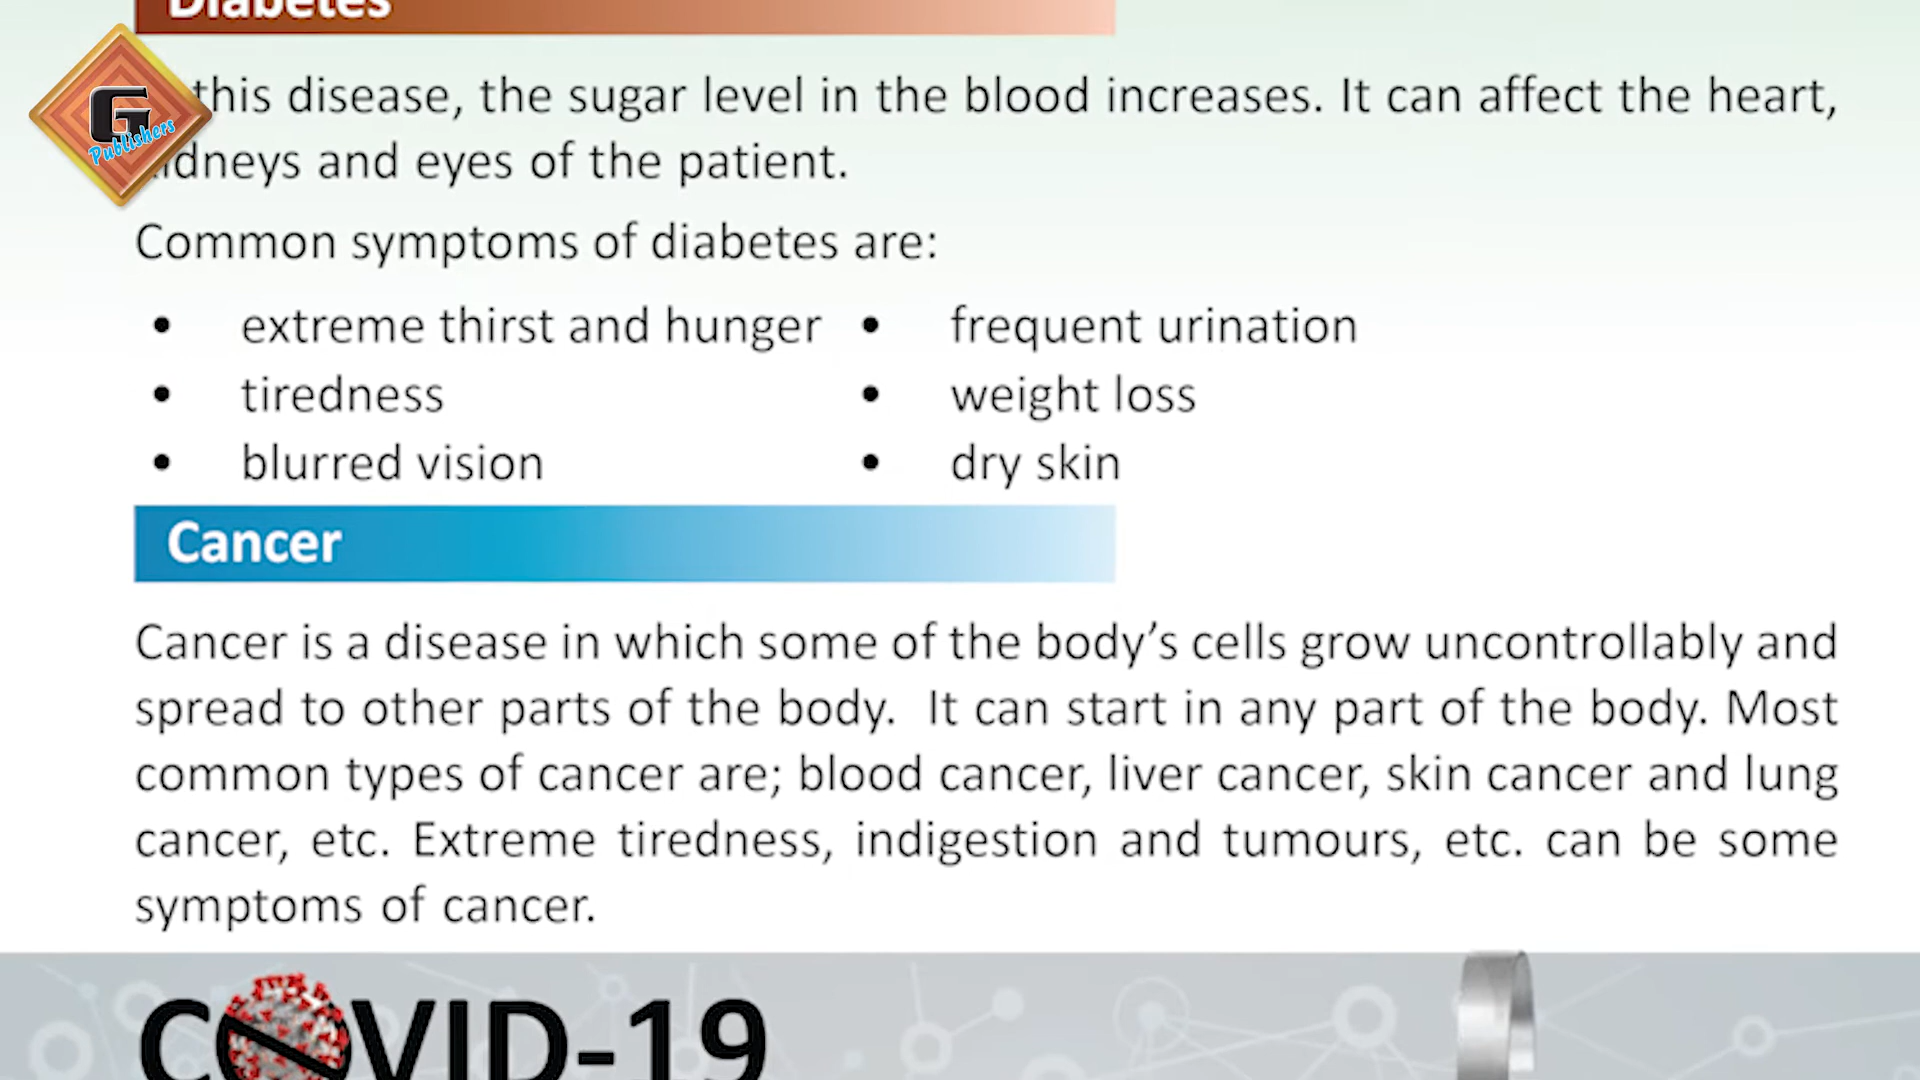 Diabetes
G
Publishers
this disease, the sugar level in the blood increases. It can affect the heart,
kidneys and eyes of the patient.
Common symptoms of diabetes are:
• extreme thirst and hunger • frequent urination
• tiredness • weight loss
• blurred vision • dry skin
Cancer
Cancer is a disease in which some of the body’s cells grow uncontrollably and
spread to other parts of the body. It can start in any part of the body. Most
common types of cancer are; blood cancer, liver cancer, skin cancer and lung
cancer, etc. Extreme tiredness, indigestion and tumours, etc. can be some
symptoms of cancer.
COVID-19